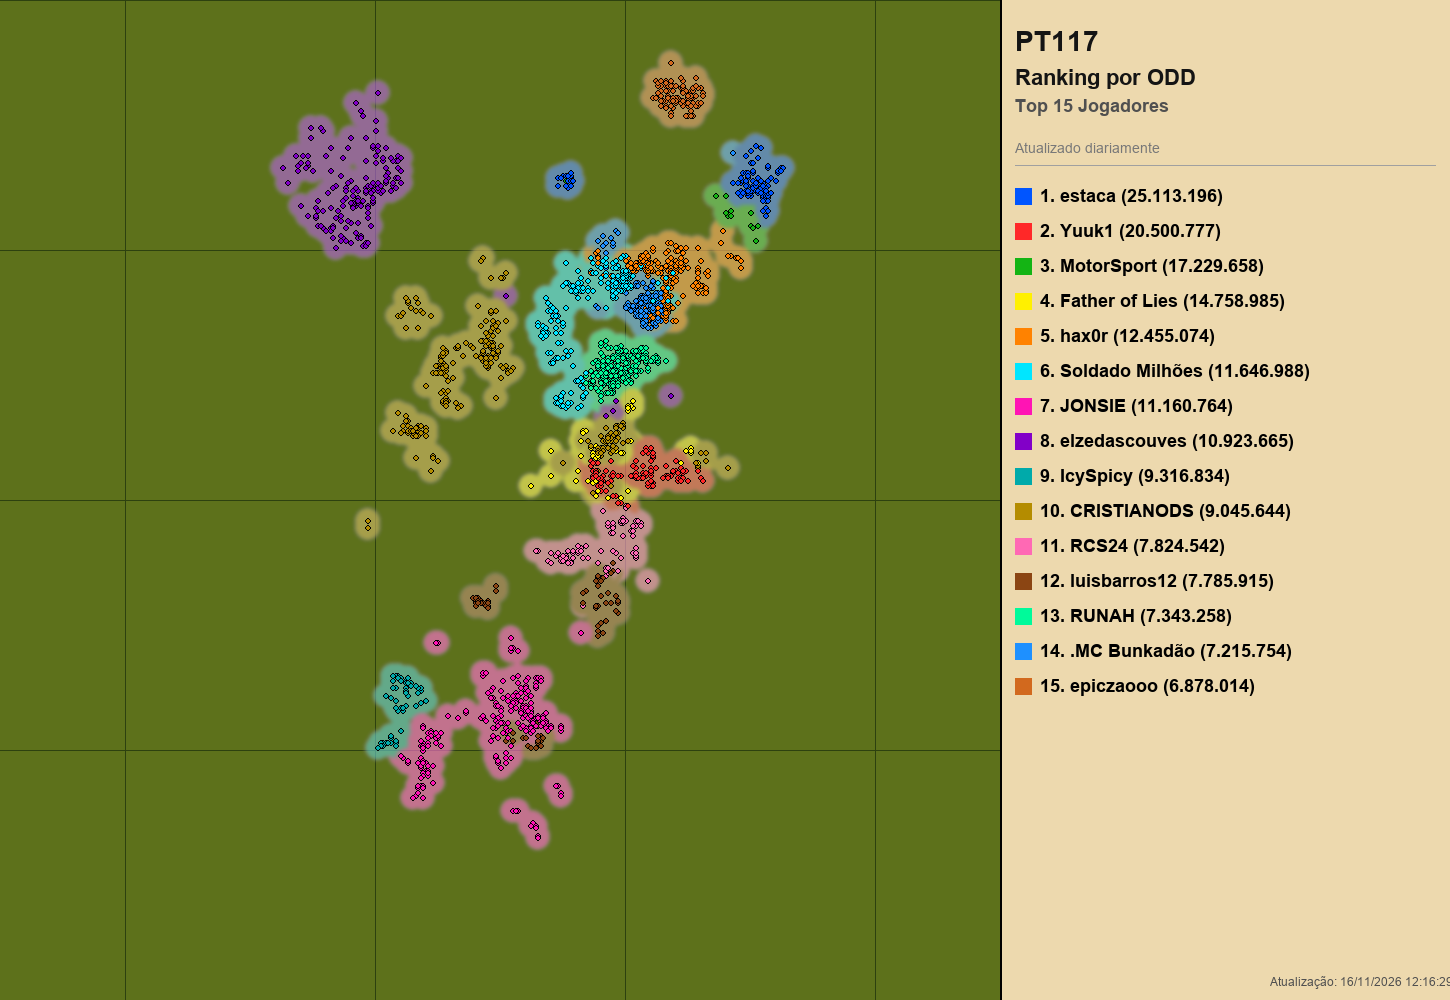 PT117
Ranking por ODD
Top 15 Jogadores
Atualizado diariamente
1. estaca (25.113.196)
2. Yuuk1 (20.500.777)
3. MotorSport (17.229.658)
4. Father of Lies (14.758.985)
5. hax0r (12.455.074)
6. Soldado Milhões (11.646.988)
7. JONSIE (11.160.764)
8. elzedascouves (10.923.665)
9. IcySpicy (9.316.834)
10. CRISTIANODS (9.045.644)
11. RCS24 (7.824.542)
12. luisbarros12 (7.785.915)
13. RUNAH (7.343.258)
14. .MC Bunkadão (7.215.754)
15. epiczaooo (6.878.014)
Atualização: 16/11/2026 12:16:29